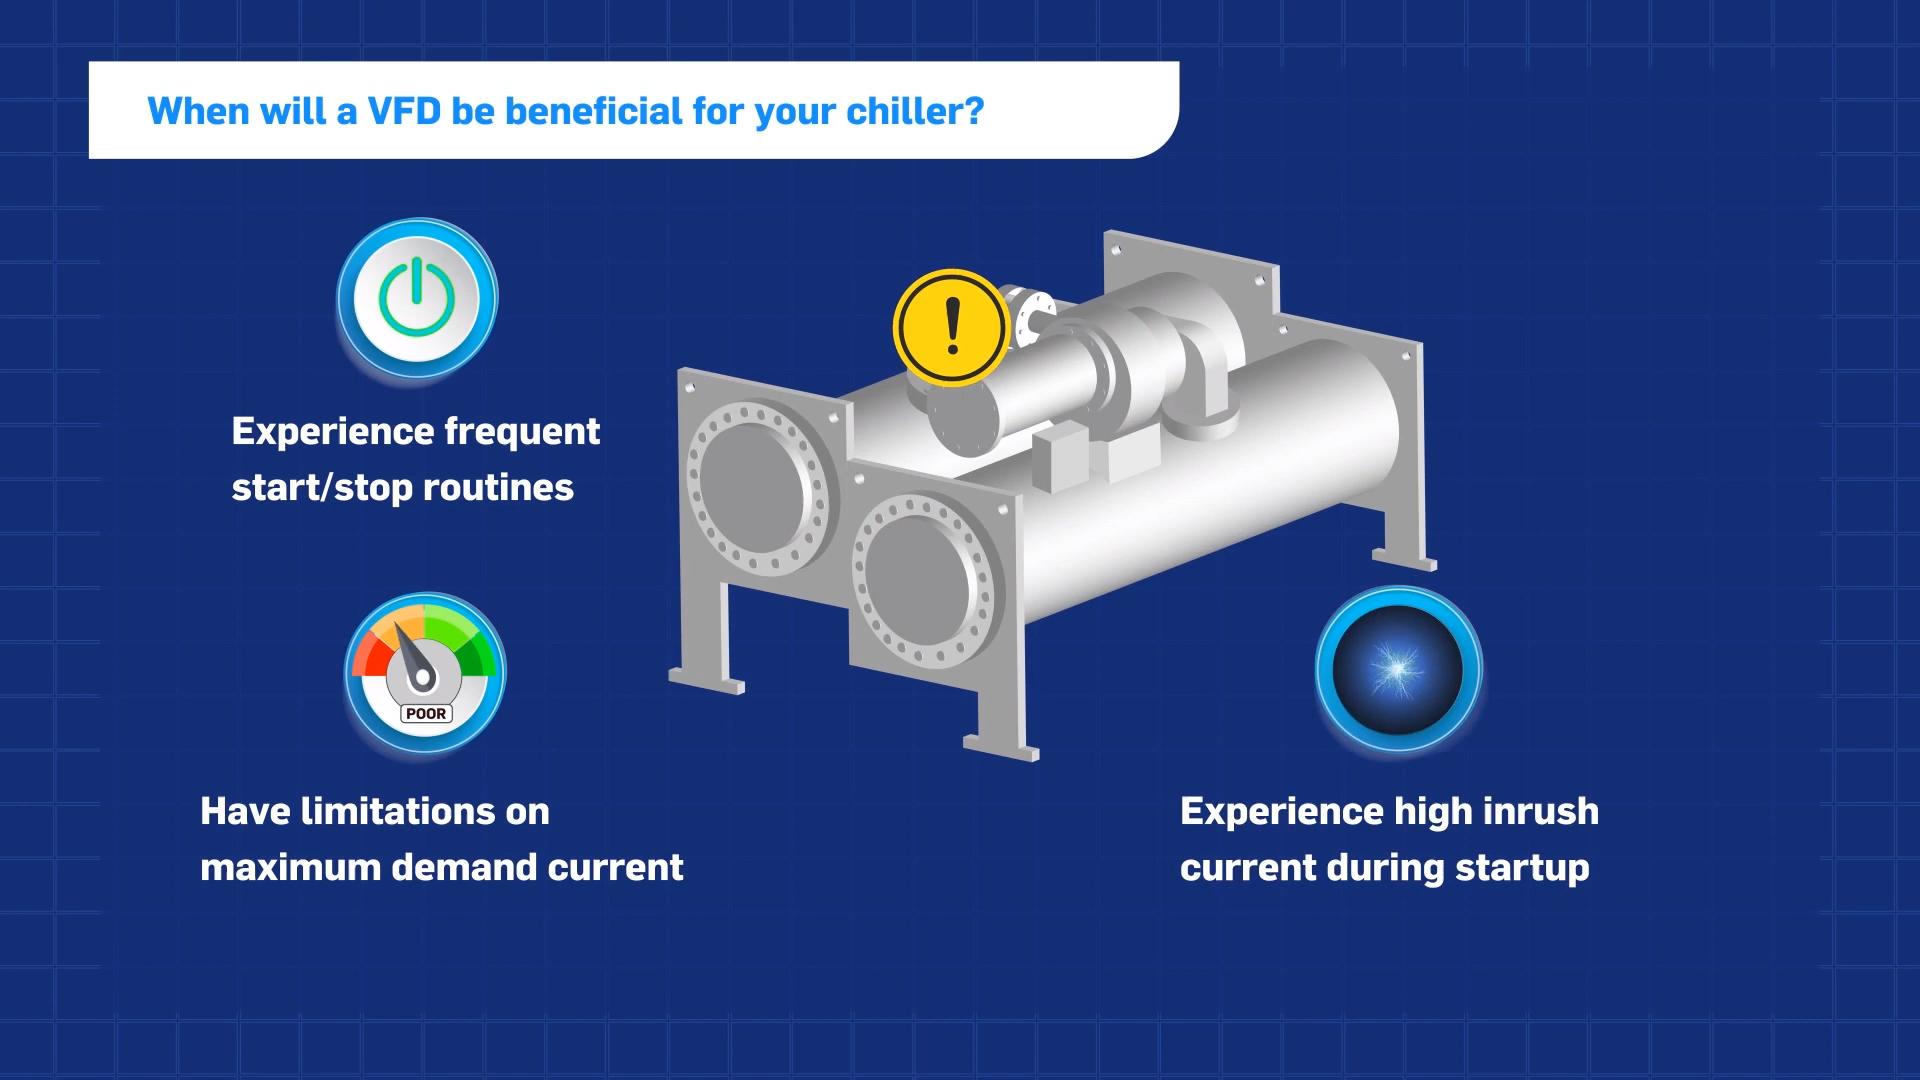 When will a VFD be beneficial for your chiller?
Experience frequent
start/stop routines
POOR
Have limitations on
maximum demand current
Experience high inrush
current during startup